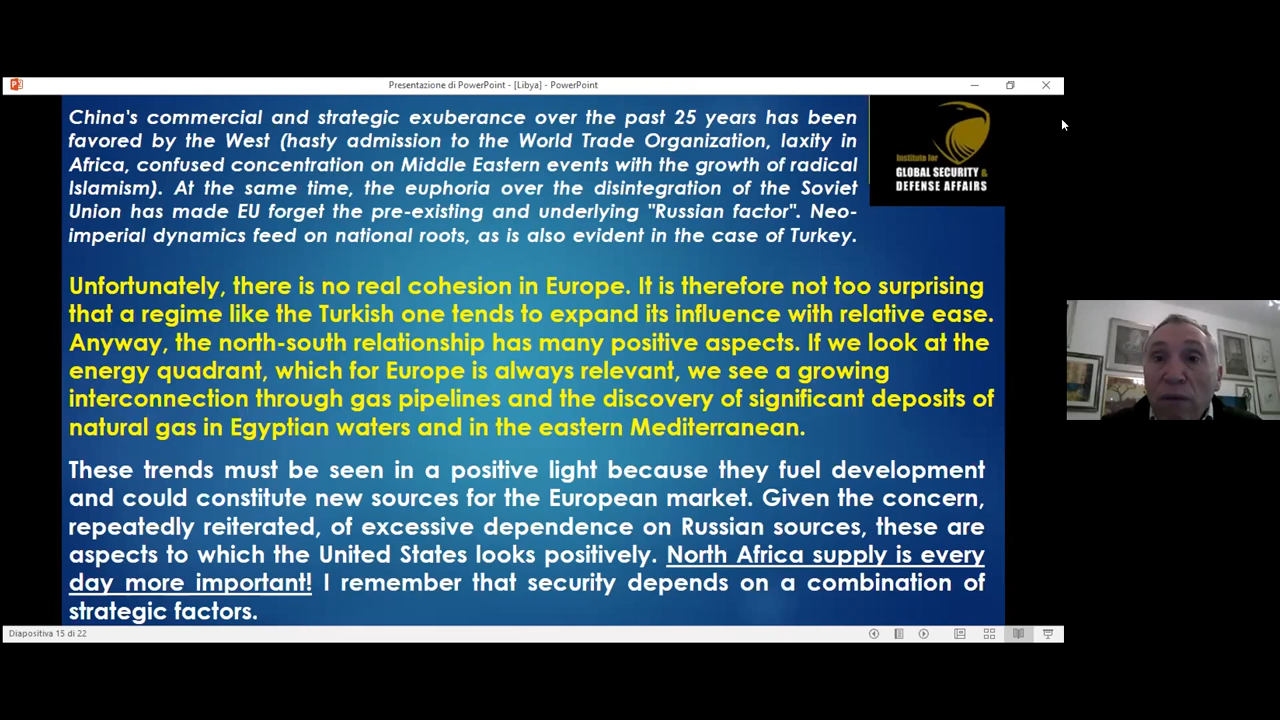 Presentazione di PowerPoint - [Libya] - PowerPoint
China's commercial and strategic exuberance over the past 25 years has been
favored by the West (hasty admission to the World Trade Organization, laxity in
Africa, confused concentration on Middle Eastern events with the growth of radical
Islamism). At the same time, the euphoria over the disintegration of the Soviet
Union has made EU forget the pre-existing and underlying "Russian factor". Neo-
imperial dynamics feed on national roots, as is also evident in the case of Turkey.
Institute for
GLOBAL SECURITY &
DEFENSE AFFAIRS
Unfortunately, there is no real cohesion in Europe. It is therefore not too surprising
that a regime like the Turkish one tends to expand its influence with relative ease.
Anyway, the north-south relationship has many positive aspects. If we look at the
energy quadrant, which for Europe is always relevant, we see a growing
interconnection through gas pipelines and the discovery of significant deposits of
natural gas in Egyptian waters and in the eastern Mediterranean.
These trends must be seen in a positive light because they fuel development
and could constitute new sources for the European market. Given the concern,
repeatedly reiterated, of excessive dependence on Russian sources, these are
aspects to which the United States looks positively. North Africa supply is every
day more important! I remember that security depends on a combination of
strategic factors.
Diapositiva 15 di 22